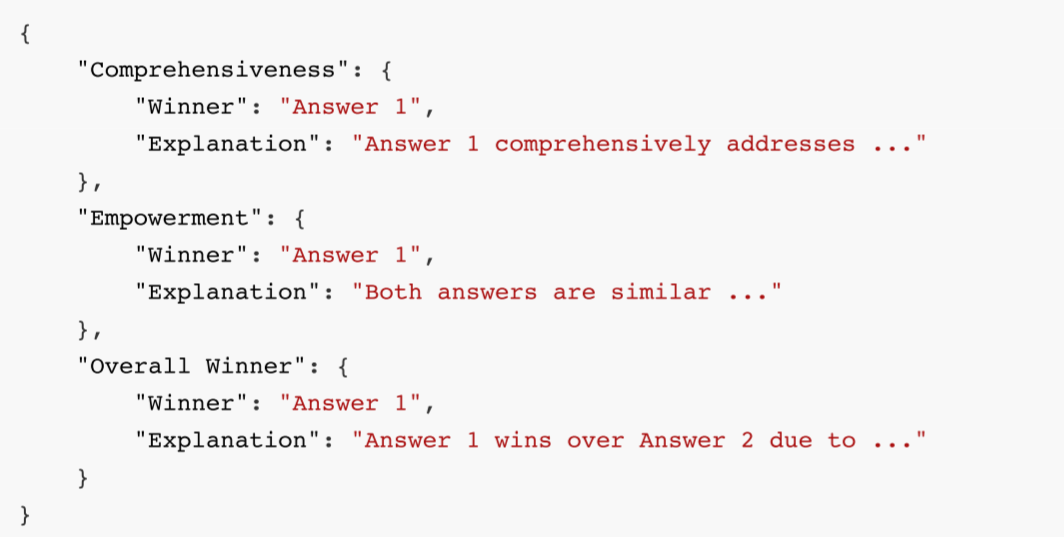 {
    "Comprehensiveness": {
        "Winner": "Answer 1",
        "Explanation": "Answer 1 comprehensively addresses ..."
    },
    "Empowerment": {
        "Winner": "Answer 1",
        "Explanation": "Both answers are similar ..."
    },
    "Overall Winner": {
        "Winner": "Answer 1",
        "Explanation": "Answer 1 wins over Answer 2 due to ..."
    }
}